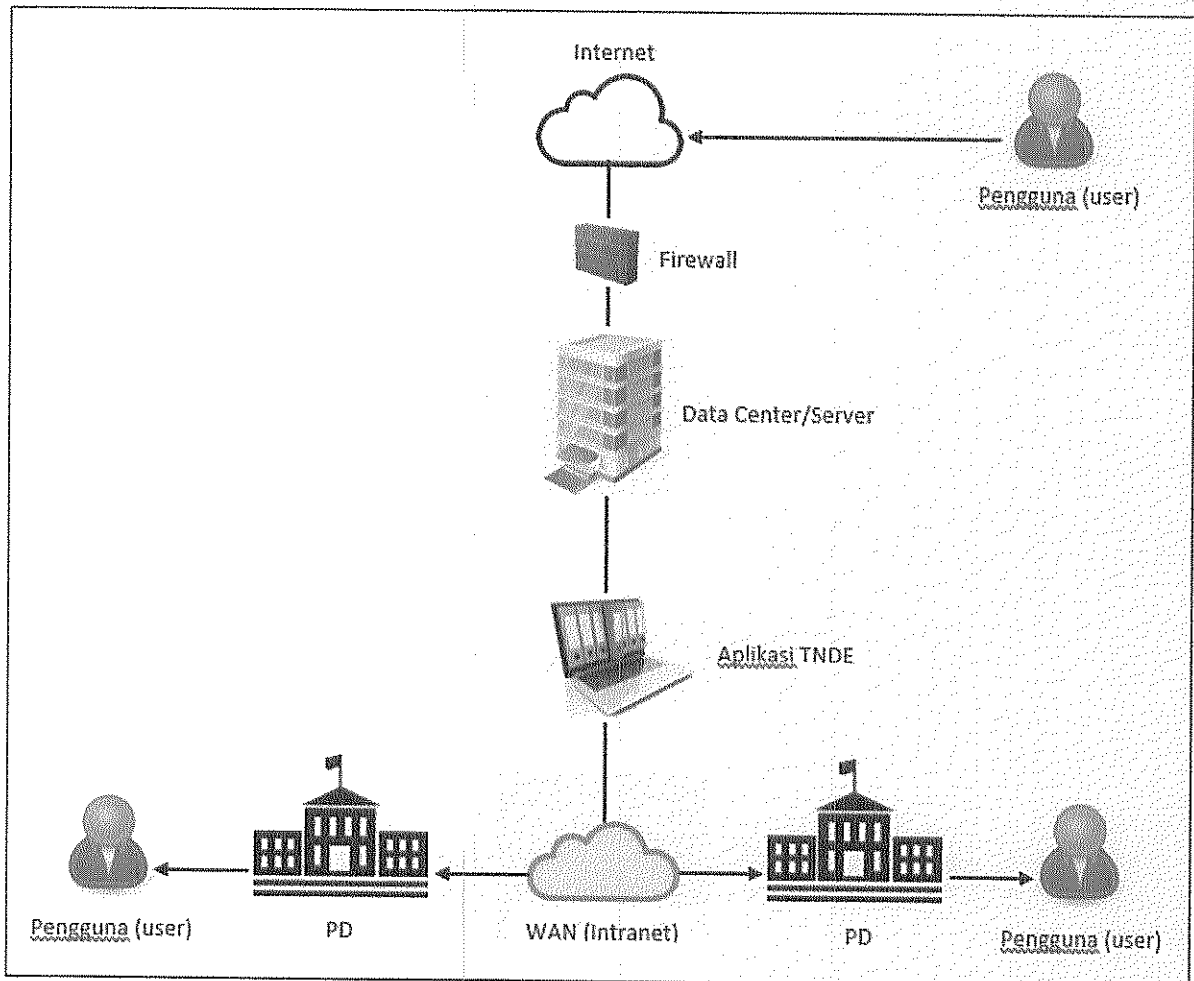 Internet
Pengguna (user)
Firewall
Data Center/Server
Aplikasi TNDE
Pengguna (user)
PD
WAN (Intranet)
PD
Pengguna (user)